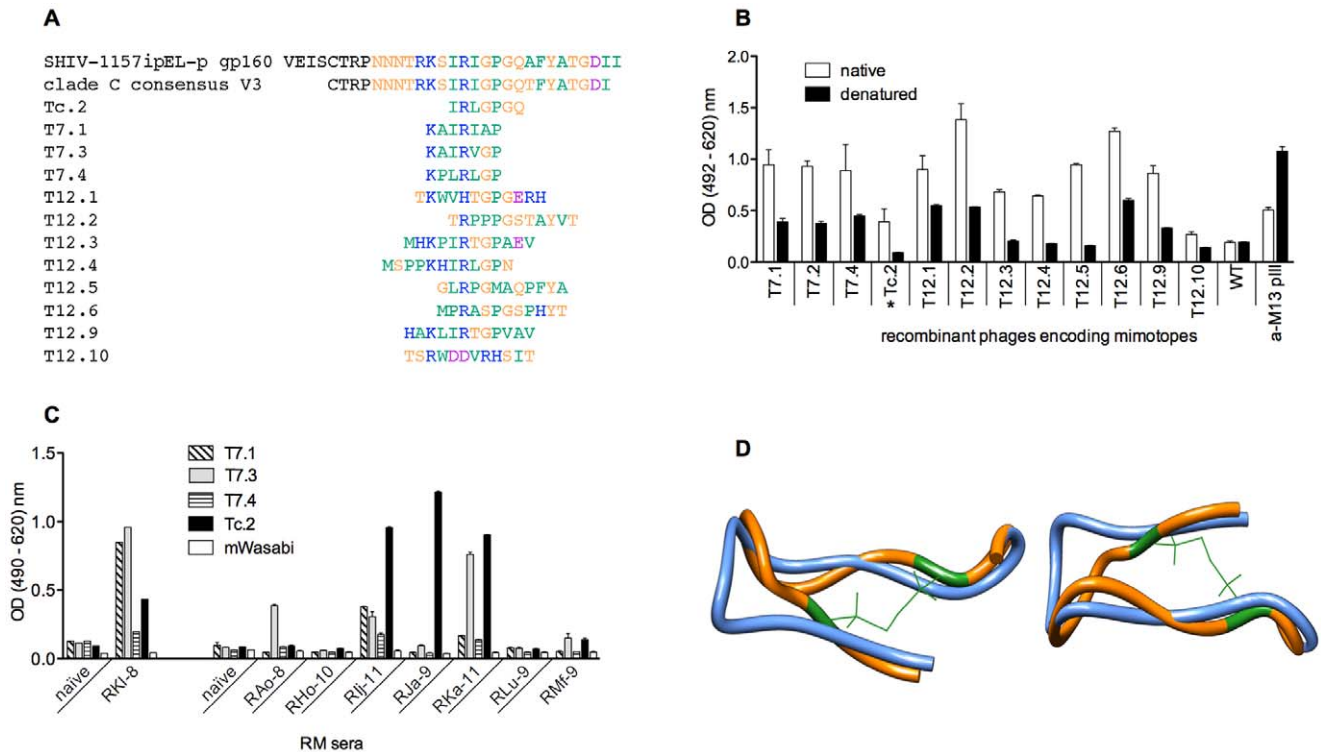 A
SHIV-1157ipEL-p gp160 VEISCTRPNNNTRKSIRIGPGQAFYATGDII
clade C consensus V3 CTRPNNNTRKSIRIGPGQTFYATGDI
Tc.2 IRLGPGQ
T7.1 KAIRIAP
T7.3 KAIRVGP
T7.4 KPLRLGP
T12.1 TKWVHTGPGERH
T12.2 TRPPPGSTAYVT
T12.3 MHKPIRTGPAEV
T12.4 MSPPKHIRLGPN
T12.5 GLRPGMAQPFYA
T12.6 MPRASPGSPHYT
T12.9 HAKLIRTGPVAV
T12.10 TSRWDDVRHSIT
B
OD (492 - 620) nm
2.0
1.5
1.0
0.5
0.0
native
denatured
T7.1
T7.2
T7.4
* Tc.2
T12.1
T12.2
T12.3
T12.4
T12.5
T12.6
T12.9
T12.10
WT
a-M13 pIII
recombinant phages encoding mimotopes
C
OD (490 - 620) nm
1.5
1.0
0.5
0.0
T7.1
T7.3
T7.4
Tc.2
mWasabi
naïve
RKl-8
naïve
RAo-8
RHo-10
RIj-11
RJa-9
RKa-11
RLu-9
RMf-9
RM sera
D